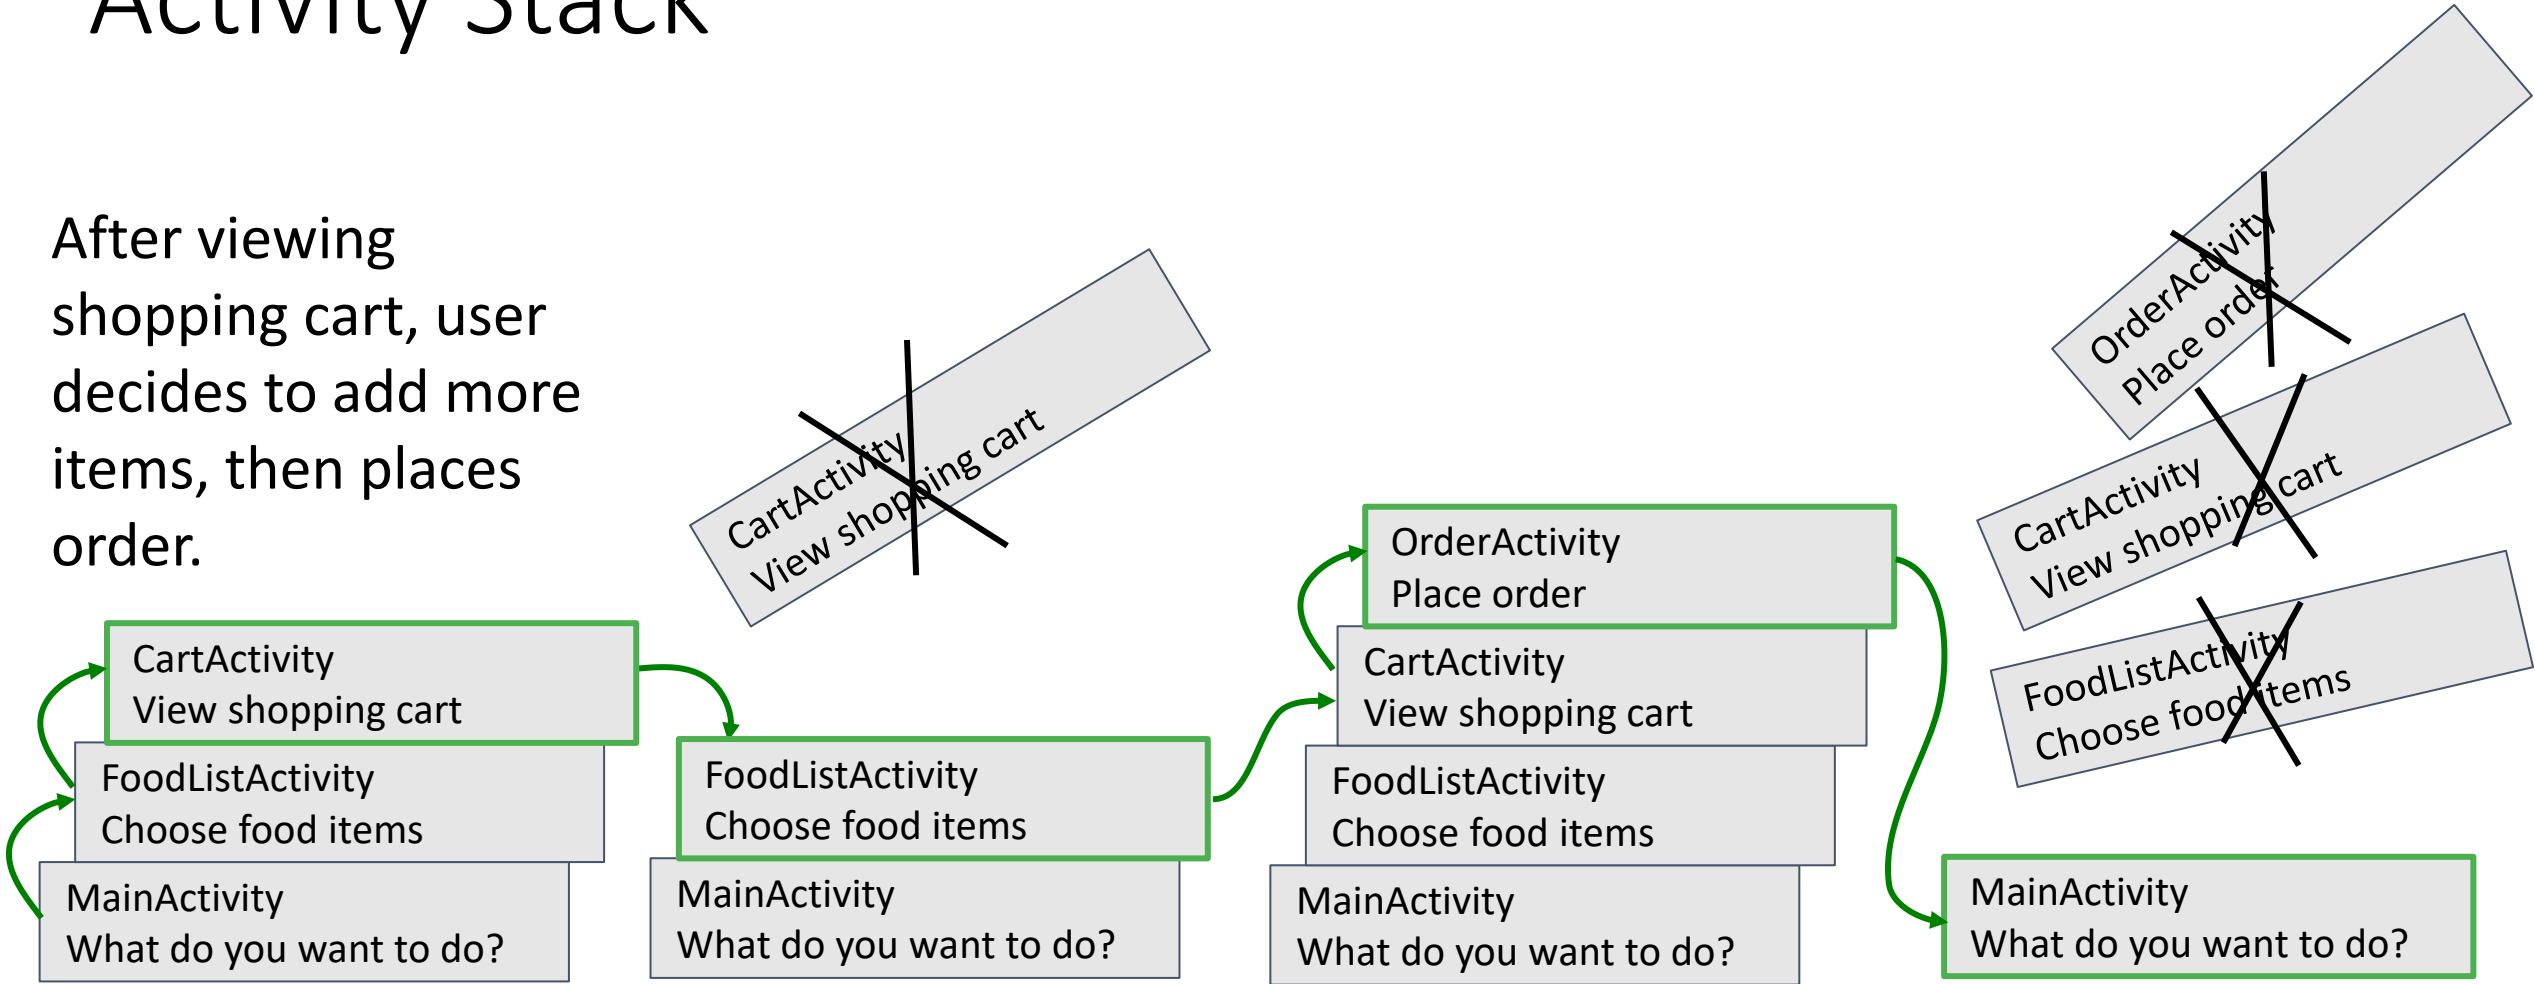 Activity Stack
After viewing
shopping cart, user
decides to add more
items, then places
order.
CartActivity
View shopping cart
FoodListActivity
Choose food items
MainActivity
What do you want to do?
CartActivity
View shopping cart
FoodListActivity
Choose food items
MainActivity
What do you want to do?
OrderActivity
Place order
CartActivity
View shopping cart
FoodListActivity
Choose food items
MainActivity
What do you want to do?
OrderActivity
Place order
CartActivity
View shopping cart
FoodListActivity
Choose food items
MainActivity
What do you want to do?